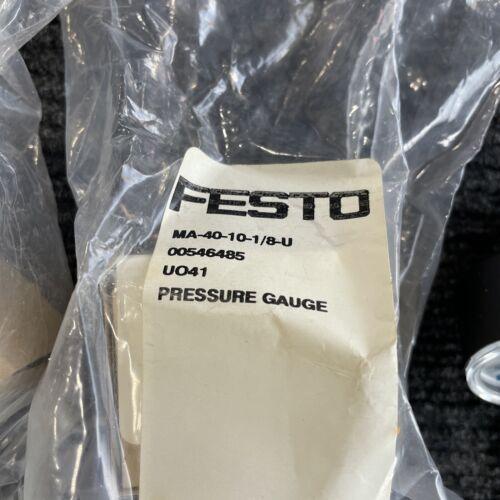 FESTO
MA-40-10-1/8-U
00546485
UO41
PRESSURE GAUGE